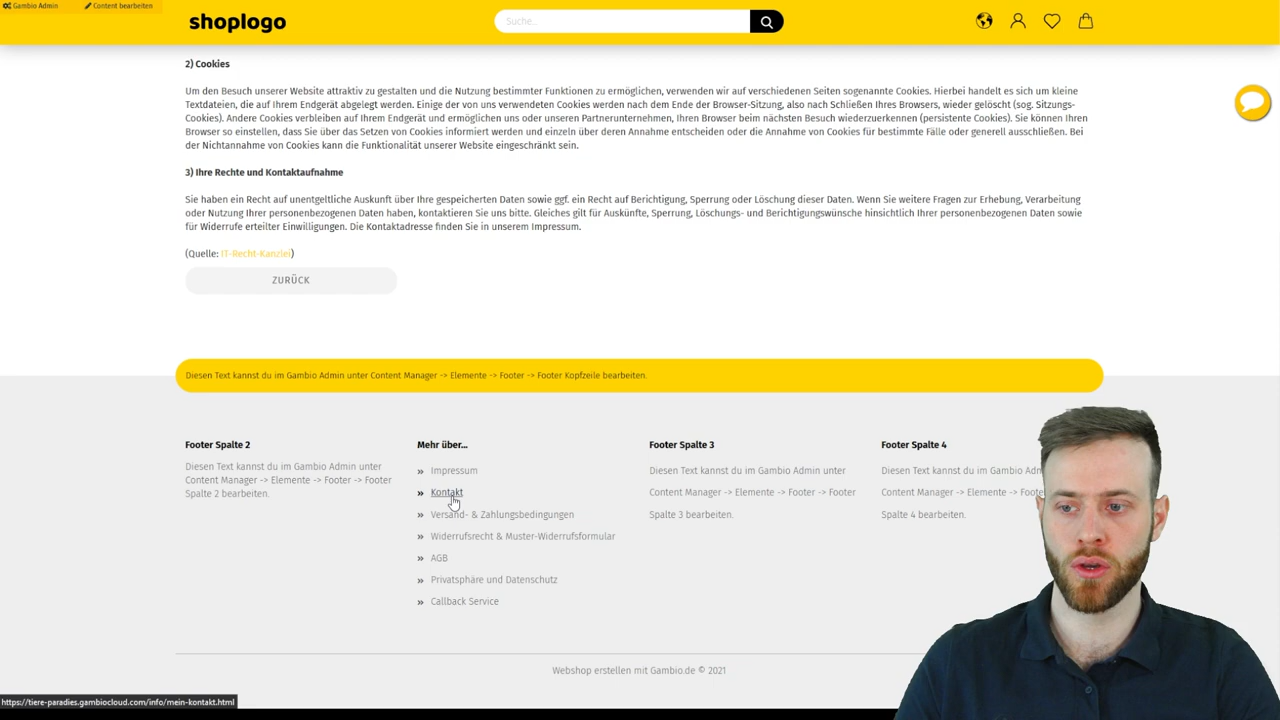 Gambio Admin Content bearbeiten
shoplogo
Suche...
2) Cookies
Um den Besuch unserer Website attraktiv zu gestalten und die Nutzung bestimmter Funktionen zu ermöglichen, verwenden wir auf verschiedenen Seiten sogenannte Cookies. Hierbei handelt es sich um kleine
Textdateien, die auf Ihrem Endgerät abgelegt werden. Einige der von uns verwendeten Cookies werden nach dem Ende der Browser-Sitzung, also nach Schließen Ihres Browsers, wieder gelöscht (sog. Sitzungs-
Cookies). Andere Cookies verbleiben auf Ihrem Endgerät und ermöglichen uns oder unseren Partnerunternehmen, Ihren Browser beim nächsten Besuch wiederzuerkennen (persistente Cookies). Sie können Ihren
Browser so einstellen, dass Sie über das Setzen von Cookies informiert werden und einzeln über deren Annahme entscheiden oder die Annahme von Cookies für bestimmte Fälle oder generell ausschließen. Bei
der Nichtannahme von Cookies kann die Funktionalität unserer Website eingeschränkt sein.
3) Ihre Rechte und Kontaktaufnahme
Sie haben ein Recht auf unentgeltliche Auskunft über Ihre gespeicherten Daten sowie ggf. ein Recht auf Berichtigung, Sperrung oder Löschung dieser Daten. Wenn Sie weitere Fragen zur Erhebung, Verarbeitung
oder Nutzung Ihrer personenbezogenen Daten haben, kontaktieren Sie uns bitte. Gleiches gilt für Auskünfte, Sperrung, Löschungs- und Berichtigungswünsche hinsichtlich Ihrer personenbezogenen Daten sowie
für Widerrufe erteilter Einwilligungen. Die Kontaktadresse finden Sie in unserem Impressum.
(Quelle: IT-Recht-Kanzlei)
ZURÜCK
Diesen Text kannst du im Gambio Admin unter Content Manager -> Elemente -> Footer -> Footer Kopfzeile bearbeiten.
Footer Spalte 2
Diesen Text kannst du im Gambio Admin unter
Content Manager -> Elemente -> Footer -> Footer
Spalte 2 bearbeiten.
Mehr über...
» Impressum
» Kontakt
» Versand- & Zahlungsbedingungen
» Widerrufsrecht & Muster-Widerrufsformular
» AGB
» Privatsphäre und Datenschutz
» Callback Service
Footer Spalte 3
Diesen Text kannst du im Gambio Admin unter
Content Manager -> Elemente -> Footer -> Footer
Spalte 3 bearbeiten.
Footer Spalte 4
Diesen Text kannst du im Gambio Adm
Content Manager -> Elemente -> Foote
Spalte 4 bearbeiten.
Webshop erstellen mit Gambio.de © 2021
https://tiere-paradies.gambiocloud.com/info/mein-kontakt.html